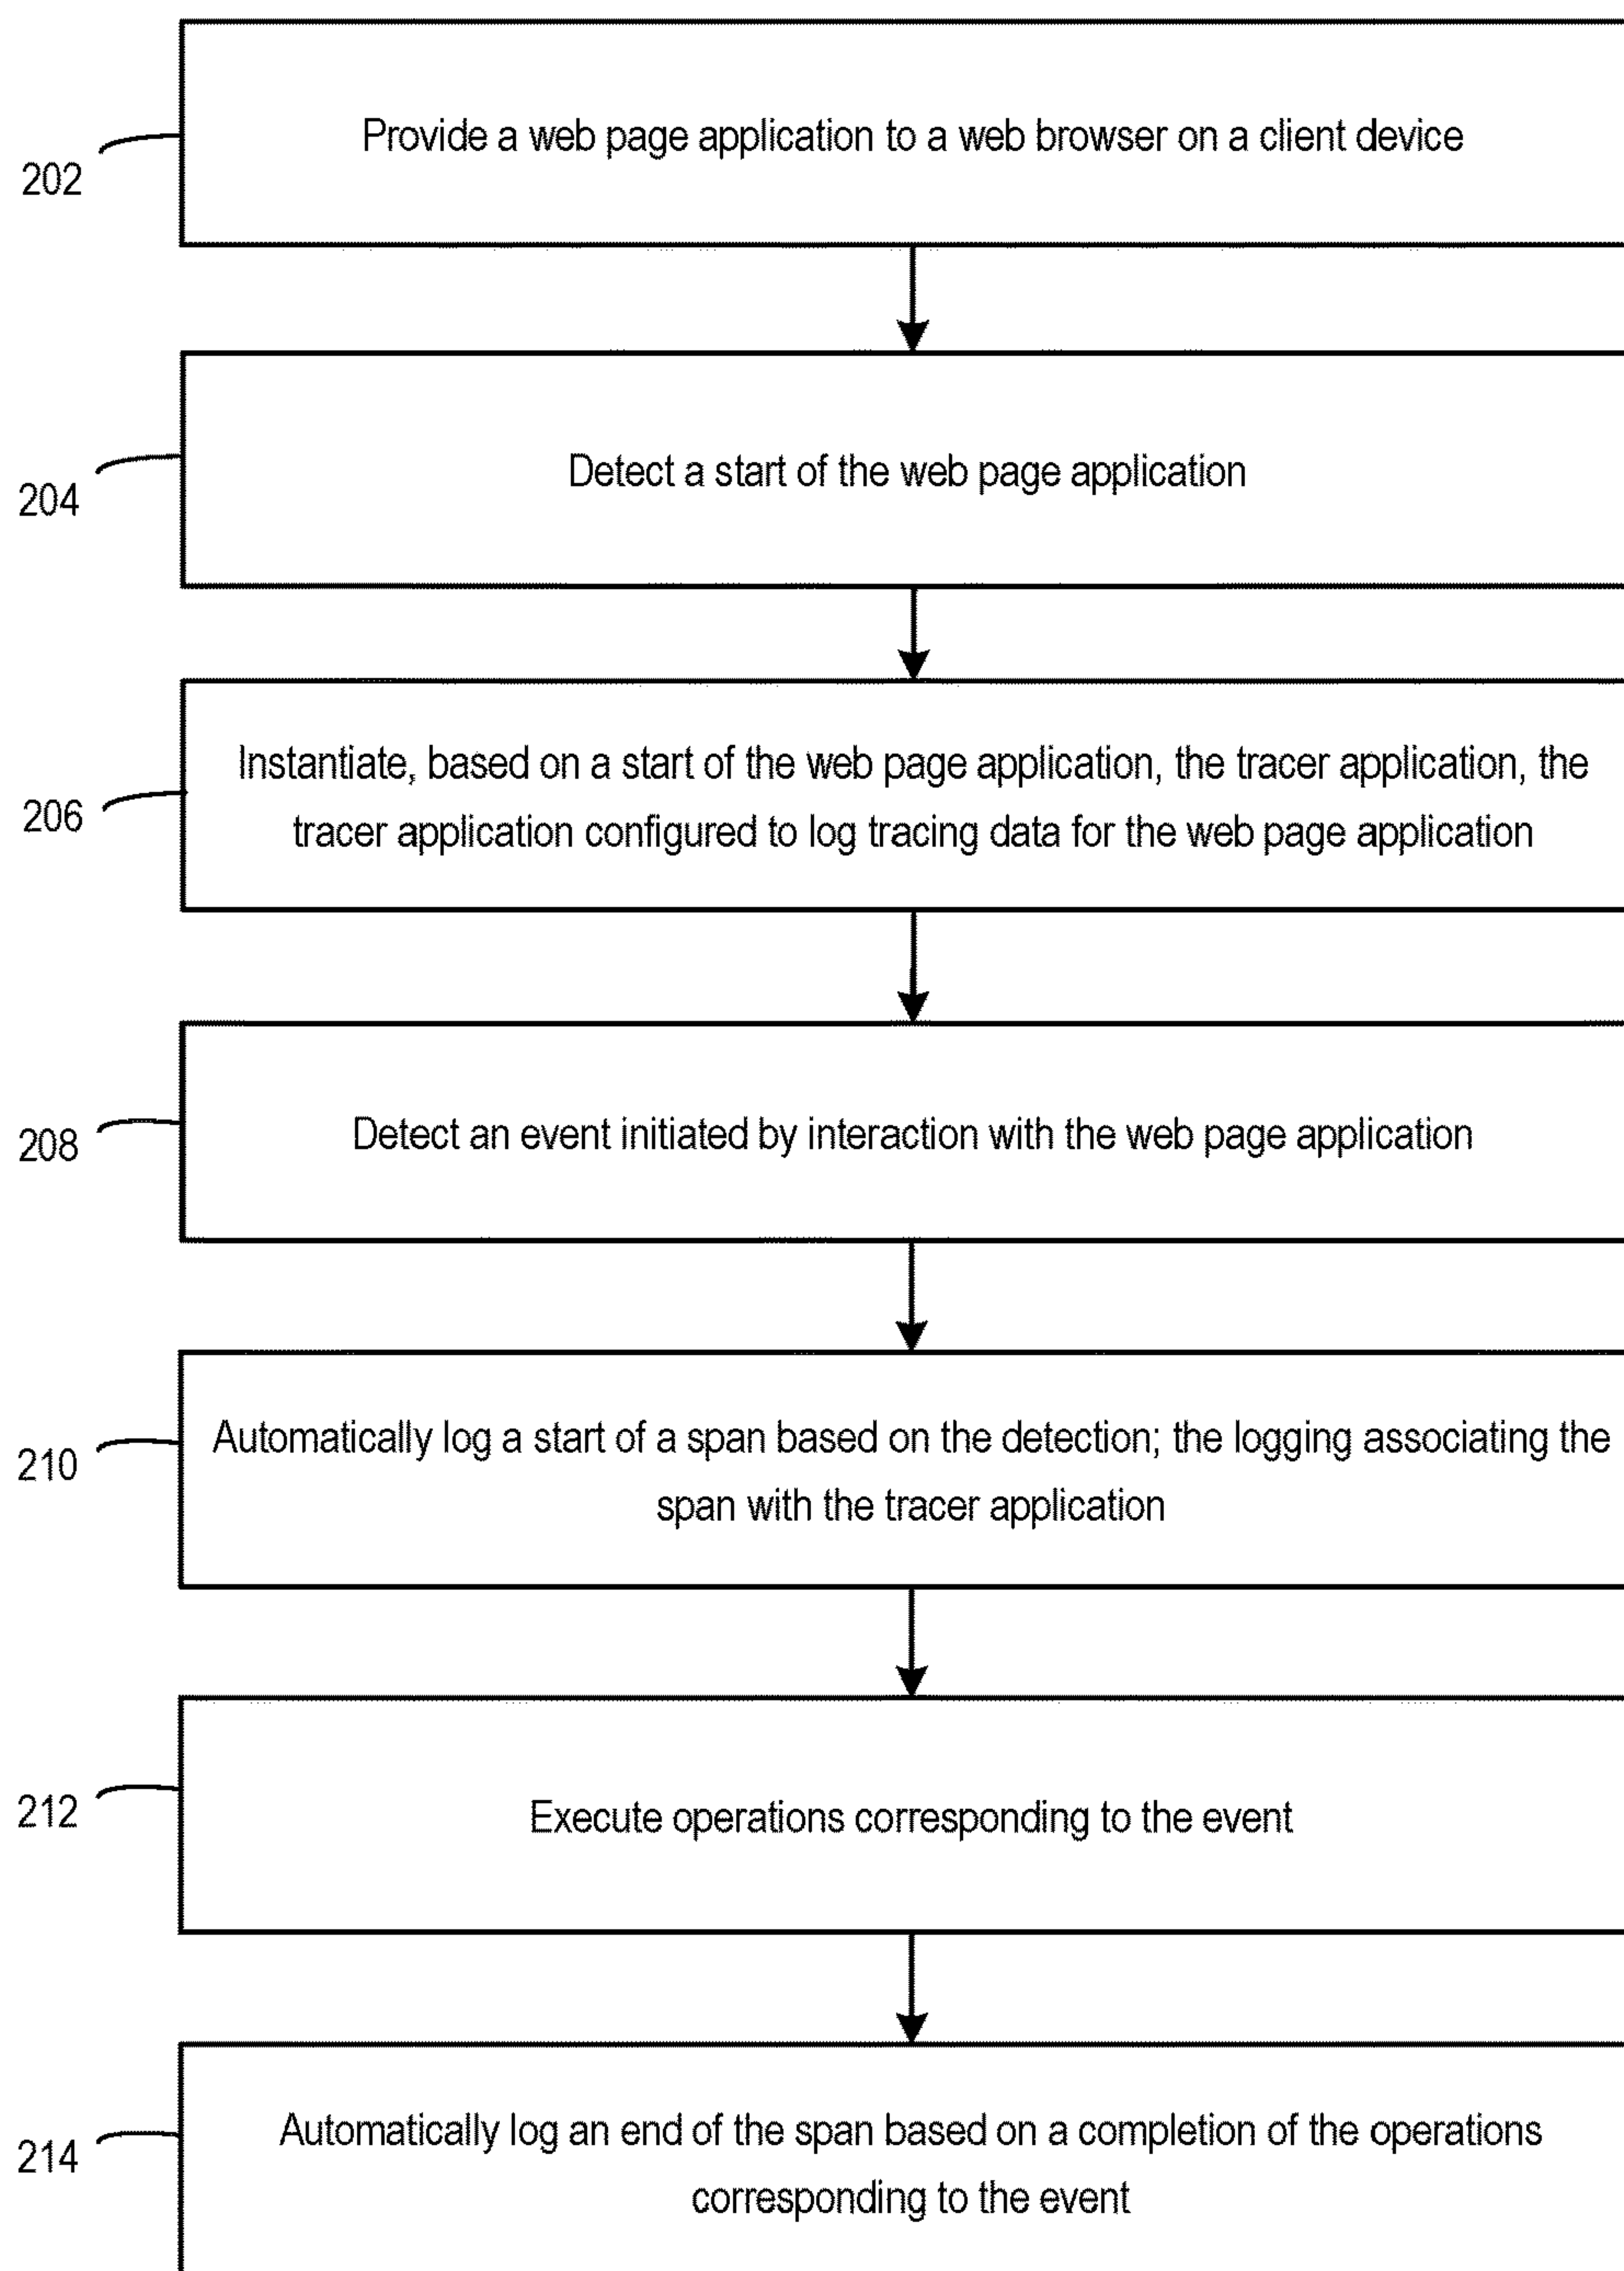 Provide a web page application to a web browser on a client device
202
Detect a start of the web page application
204
Instantiate, based on a start of the web page application, the tracer application, the
tracer application configured to log tracing data for the web page application
206
Detect an event initiated by interaction with the web page application
208
Automatically log a start of a span based on the detection; the logging associating the
span with the tracer application
210
Execute operations corresponding to the event
212
Automatically log an end of the span based on a completion of the operations
corresponding to the event
214